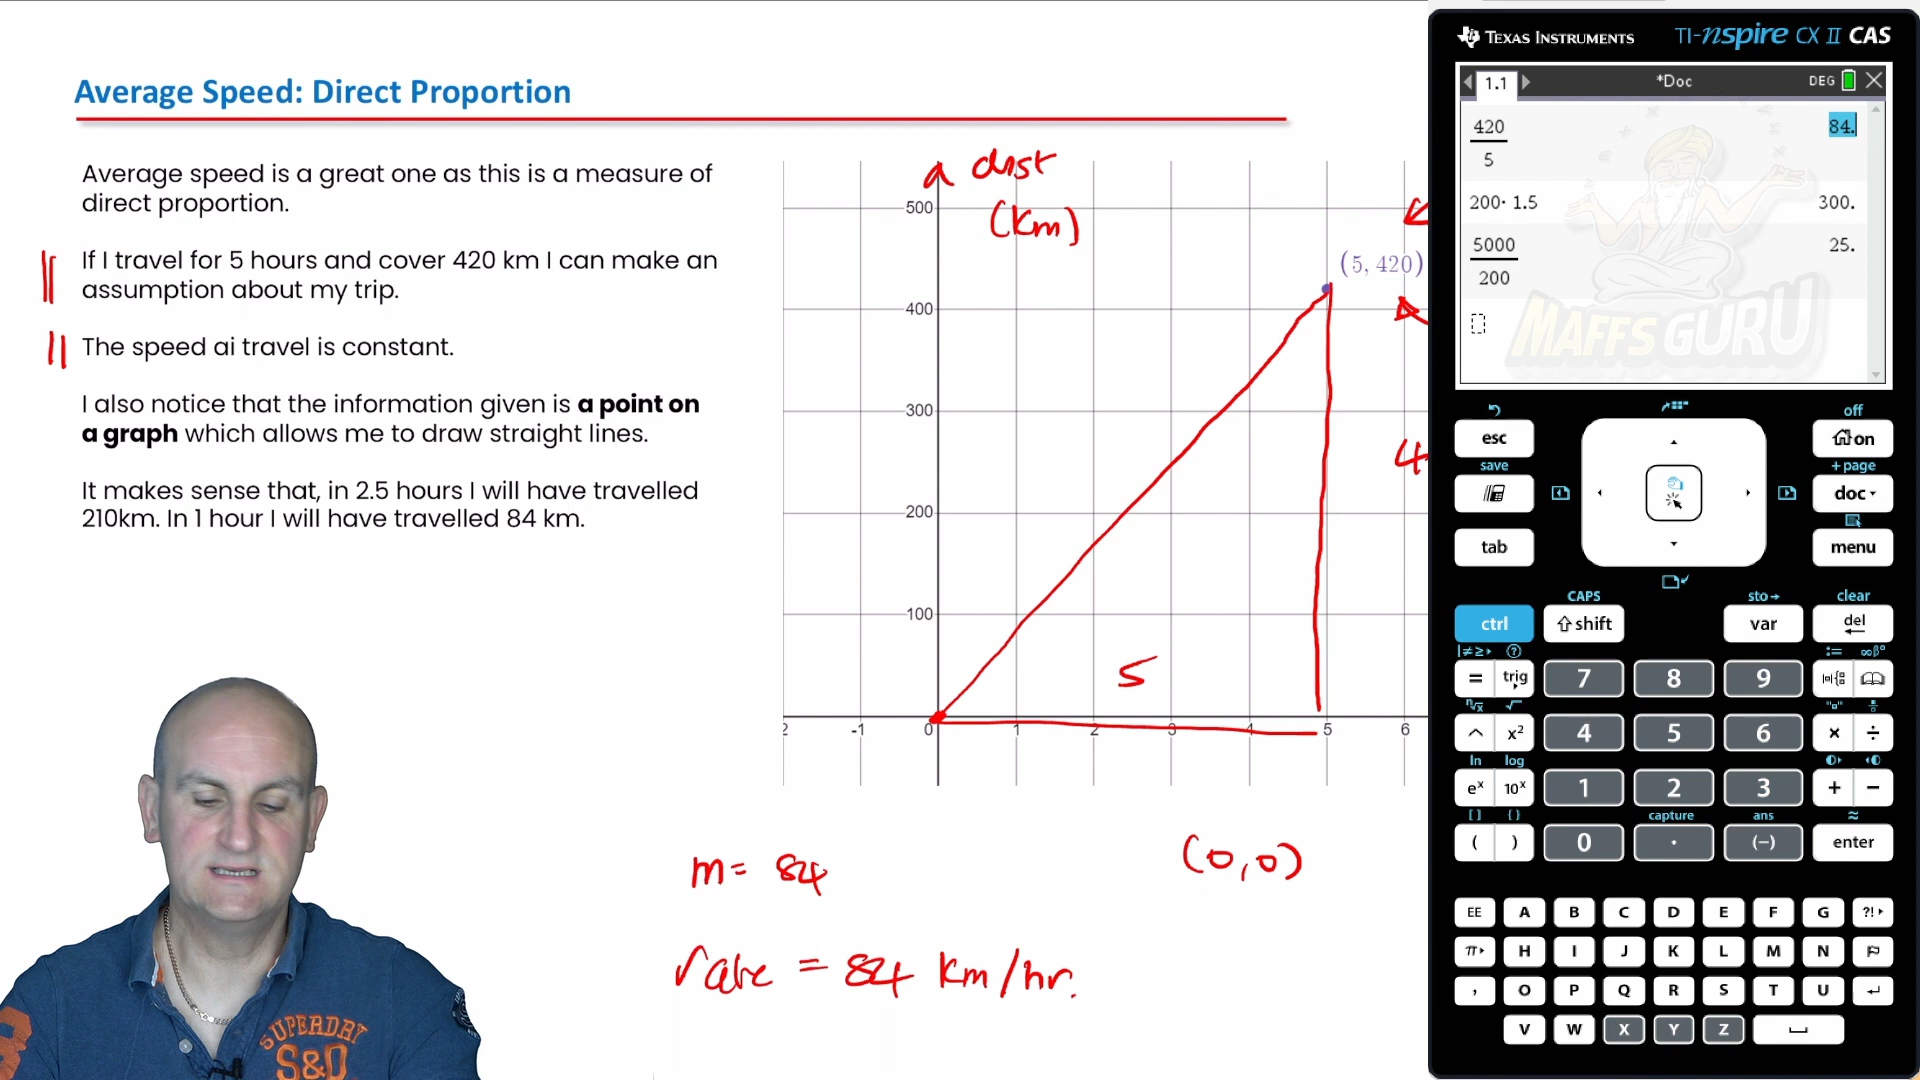 Average Speed: Direct Proportion
Average speed is a great one as this is a measure of
direct proportion.
If I travel for 5 hours and cover 420 km I can make an
assumption about my trip.
The speed ai travel is constant.
I also notice that the information given is a point on
a graph which allows me to draw straight lines.
It makes sense that, in 2.5 hours I will have travelled
210km. In 1 hour I will have travelled 84 km.
dist
(km)
500
400
300
200
100
(5, 420)
4
5
2 -1 0 1 2 3 4 5 6
m = 84
(0,0)
rate = 84 km/hr.
SUPERDRY
S&D
TEXAS INSTRUMENTS
TI-nspire CX II CAS
1.1 *Doc DEG
420
5
84.
200· 1.5 300.
5000
200
25.
MAFFS GURU
off
esc on
save + page
doc
tab menu
CAPS sto→ clear
ctrl shift var del
= trig 7 8 9
^ x² 4 5 6 × ÷
ln log
eˣ 10ˣ 1 2 3 + −
[ ] { } capture ans ≈
( ) 0 . (−) enter
EE A B C D E F G ?!
π H I J K L M N
, O P Q R S T U
V W X Y Z